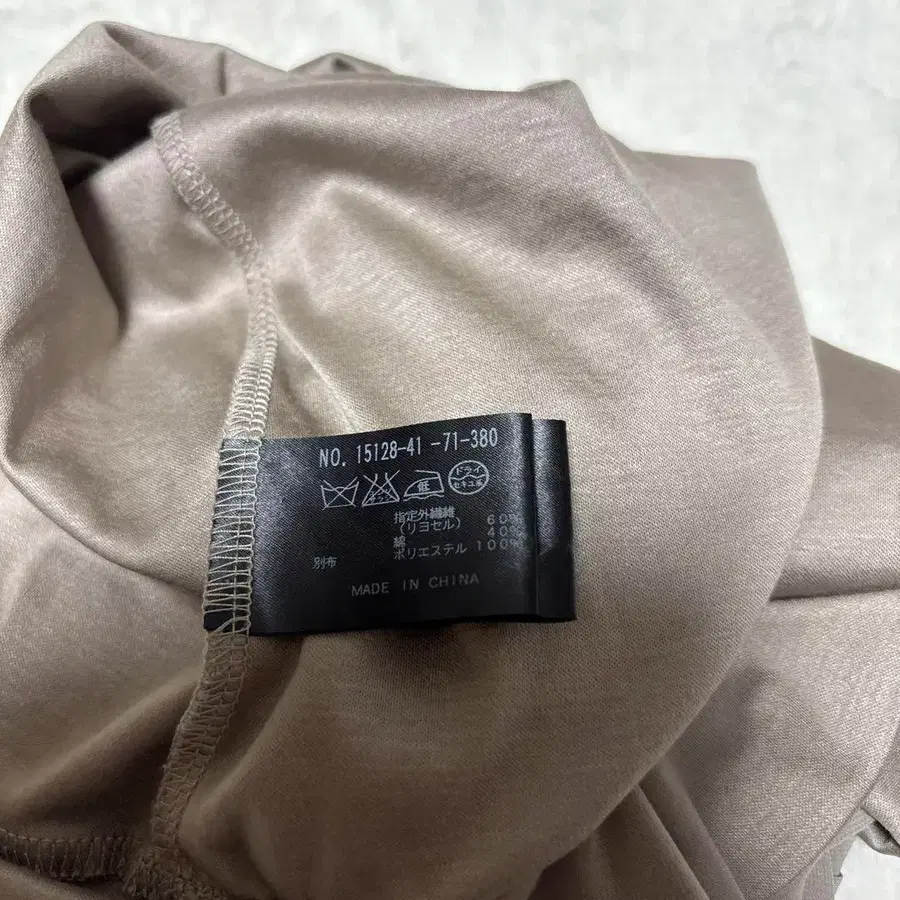 NO. 15128-41 -71-380
低 ドライ
セキユ系
指定外繊維
(リヨセル) 60%
綿 40%
別布 ポリエステル 100%
MADE IN CHINA